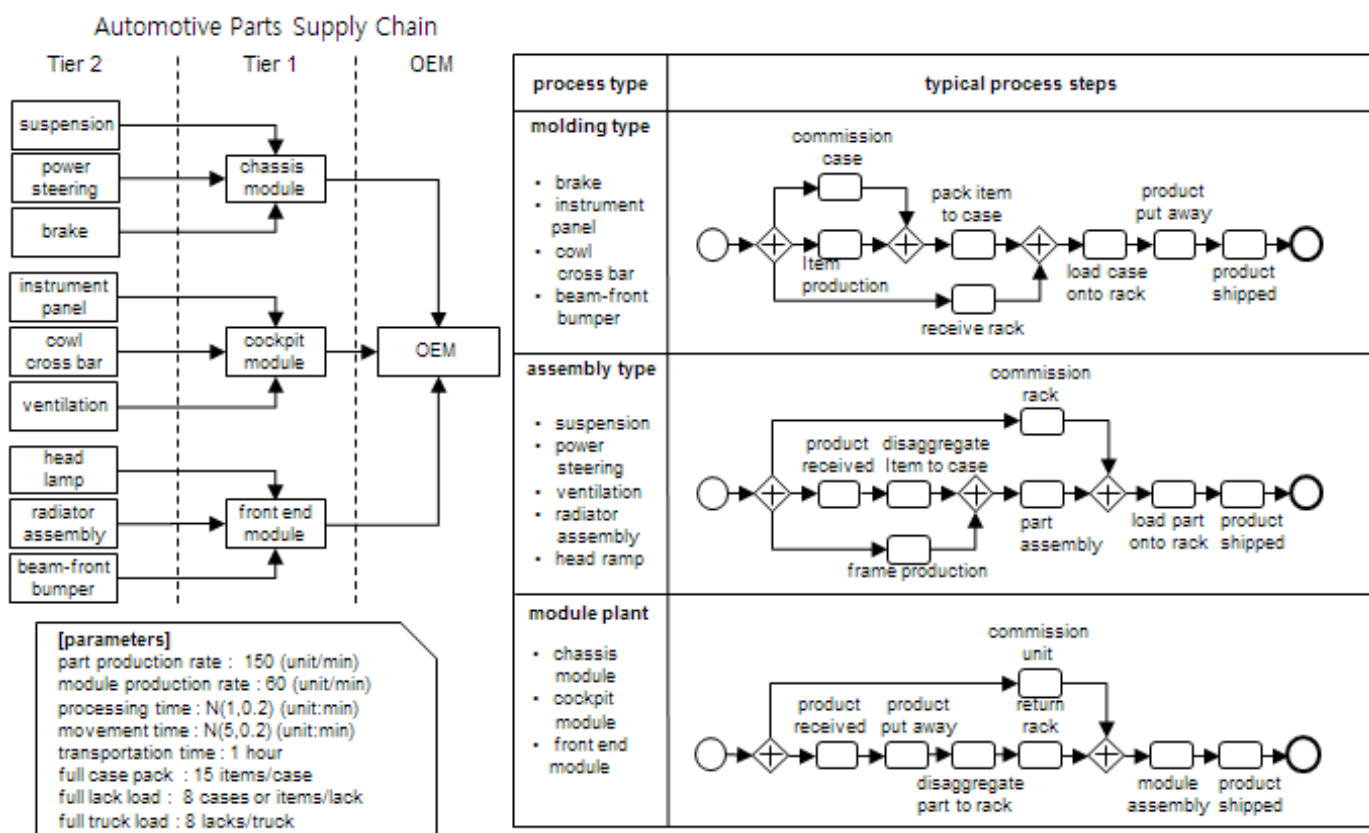 Automotive Parts Supply Chain
Tier 2
Tier 1
OEM
suspension
power
steering
brake
chassis
module
instrument
panel
cowl
cross bar
ventilation
cockpit
module
OEM
head
lamp
radiator
assembly
beam-front
bumper
front end
module
[parameters]
part production rate : 150 (unit/min)
module production rate : 60 (unit/min)
processing time : N(1,0.2) (unit:min)
movement time : N(5,0.2) (unit:min)
transportation time : 1 hour
full case pack : 15 items/case
full lack load : 8 cases or items/lack
full truck load : 8 lacks/truck
process type
typical process steps
molding type
• brake
• instrument
panel
• cowl
cross bar
• beam-front
bumper
commission
case
pack item
to case
product
put away
Item
production
load case
onto rack
product
shipped
receive rack
assembly type
• suspension
• power
steering
• ventilation
• radiator
assembly
• head ramp
commission
rack
product
received
disaggregate
Item to case
part
assembly
load part
onto rack
product
shipped
frame production
module plant
• chassis
module
• cockpit
module
• front end
module
commission
unit
product
received
product
put away
return
rack
disaggregate
part to rack
module
assembly
product
shipped